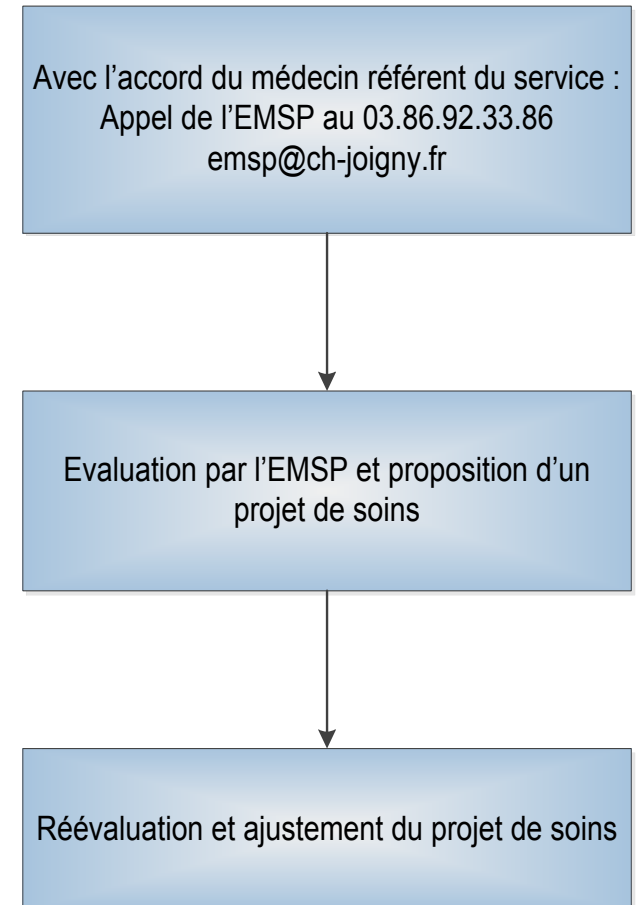 Avec l’accord du médecin référent du service :
Appel de l’EMSP au 03.86.92.33.86
emsp@ch-joigny.fr
Evaluation par l’EMSP et proposition d’un
projet de soins
Réévaluation et ajustement du projet de soins